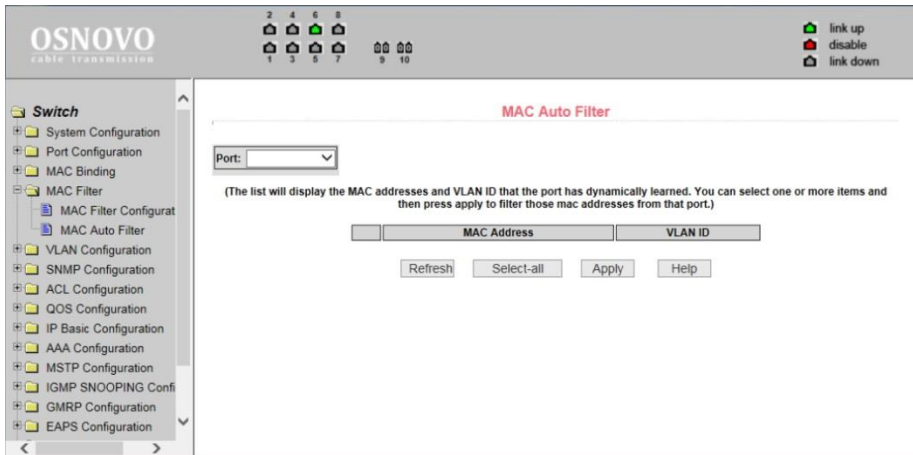 OSNOVO
cable transmission
2 4 6 8
1 3 5 7 9 10
link up
disable
link down
Switch
System Configuration
Port Configuration
MAC Binding
MAC Filter
MAC Filter Configurat
MAC Auto Filter
VLAN Configuration
SNMP Configuration
ACL Configuration
QOS Configuration
IP Basic Configuration
AAA Configuration
MSTP Configuration
IGMP SNOOPING Confi
GMRP Configuration
EAPS Configuration
MAC Auto Filter
Port:
(The list will display the MAC addresses and VLAN ID that the port has dynamically learned. You can select one or more items and
then press apply to filter those mac addresses from that port.)
MAC Address VLAN ID
Refresh Select-all Apply Help